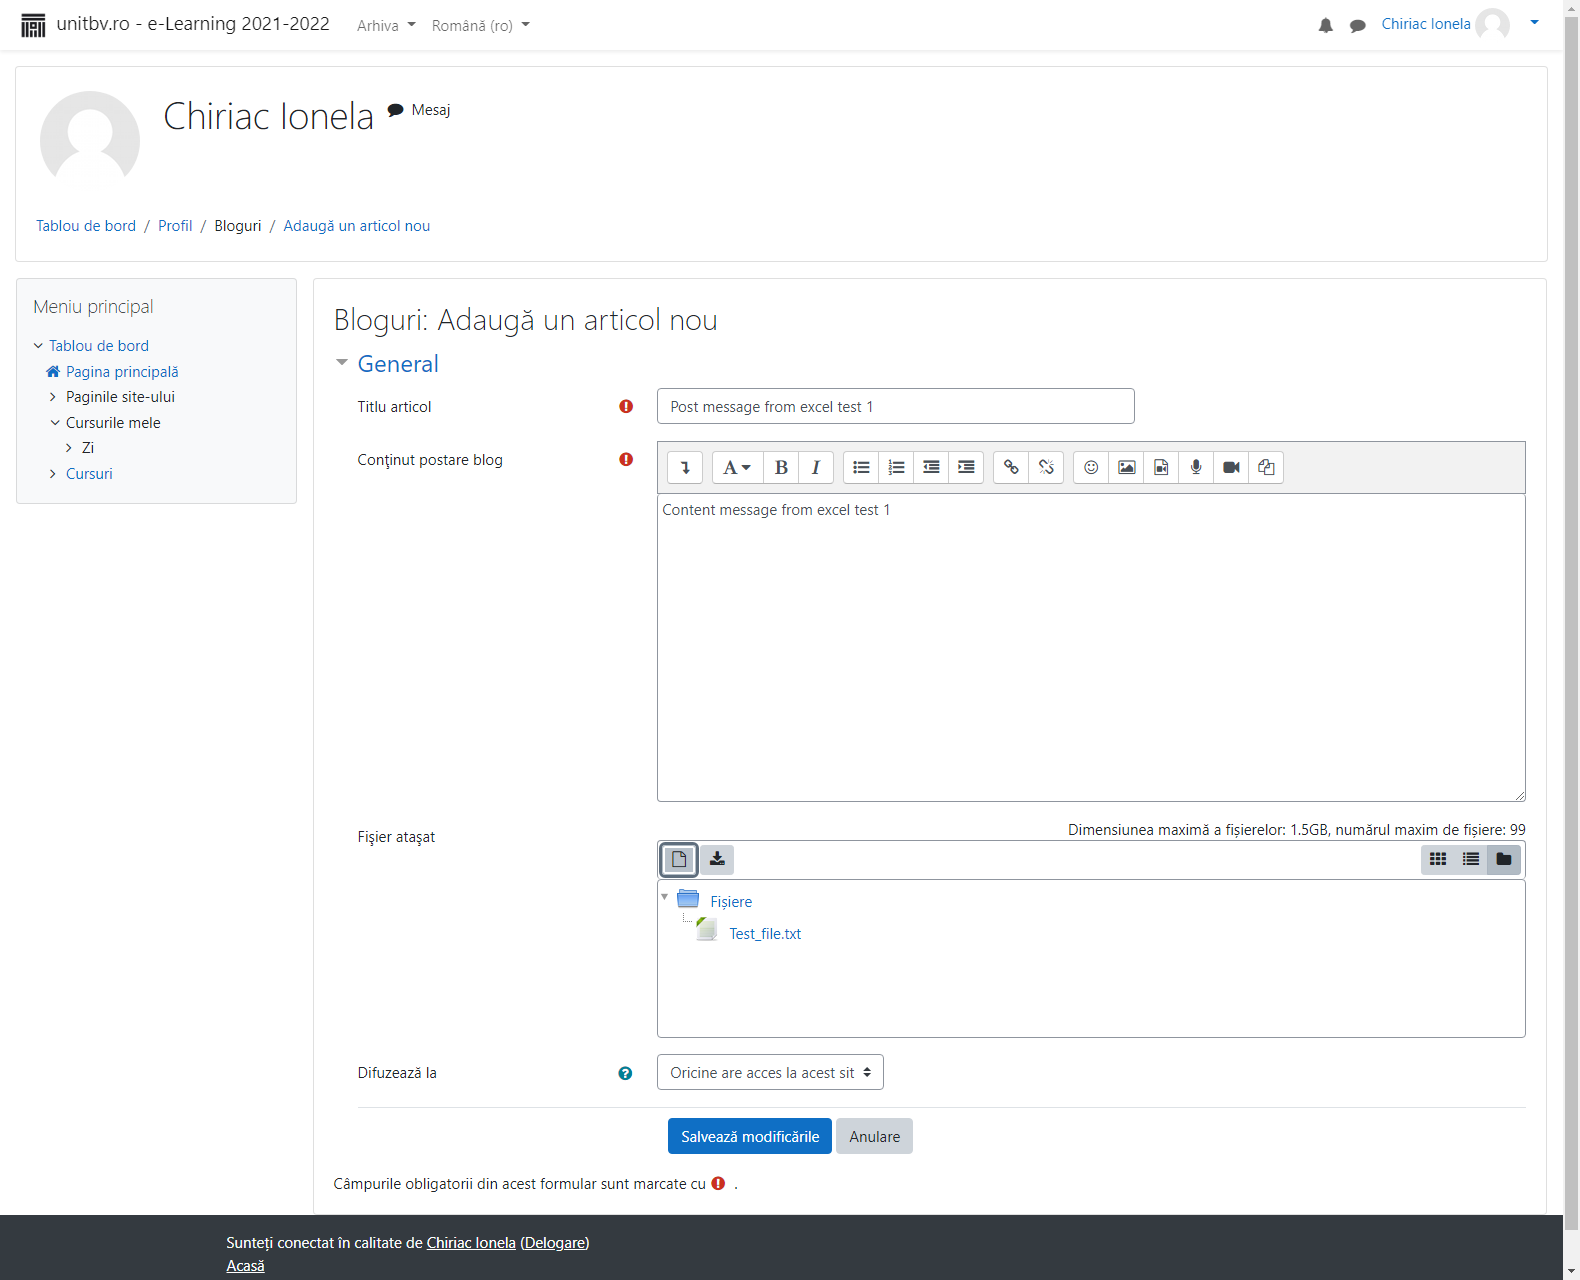 unitbv.ro - e-Learning 2021-2022 Arhiva Română (ro) Chiriac Ionela
Chiriac Ionela Mesaj
Tablou de bord / Profil / Bloguri / Adaugă un articol nou
Meniu principal
Tablou de bord
Pagina principală
Paginile site-ului
Cursurile mele
Zi
Cursuri
Bloguri: Adaugă un articol nou
General
Titlu articol Post message from excel test 1
Conţinut postare blog
A B I
Content message from excel test 1
Fişier ataşat
Dimensiunea maximă a fișierelor: 1.5GB, numărul maxim de fișiere: 99
Fișiere
Test_file.txt
Difuzează la Oricine are acces la acest sit
Salvează modificările Anulare
Câmpurile obligatorii din acest formular sunt marcate cu .
Sunteți conectat în calitate de Chiriac Ionela (Delogare)
Acasă